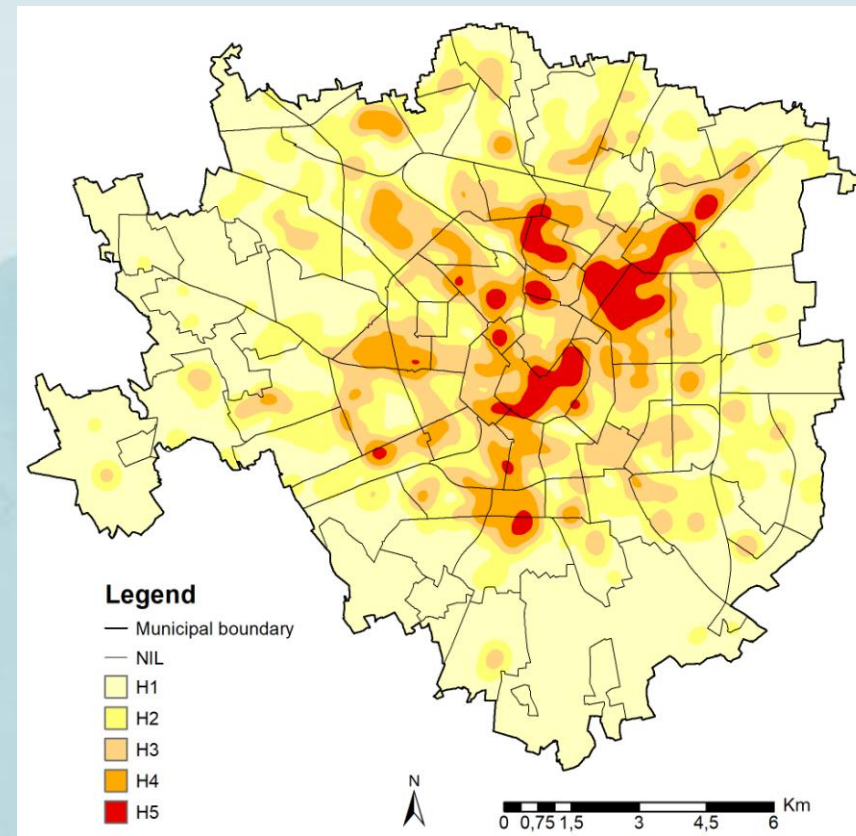 Legend
Municipal boundary
NIL
H1
H2
H3
H4
H5
N
Km
0 0,75 1,5 3 4,5 6